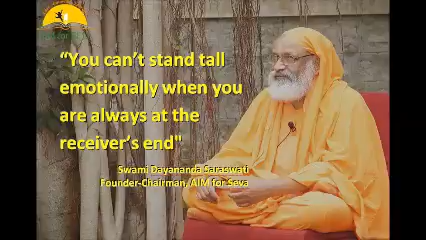 “You can’t stand tall
emotionally when you
are always at the
receiver’s end"
Swami Dayananda Saraswati
Founder-Chairman, AIM for Seva